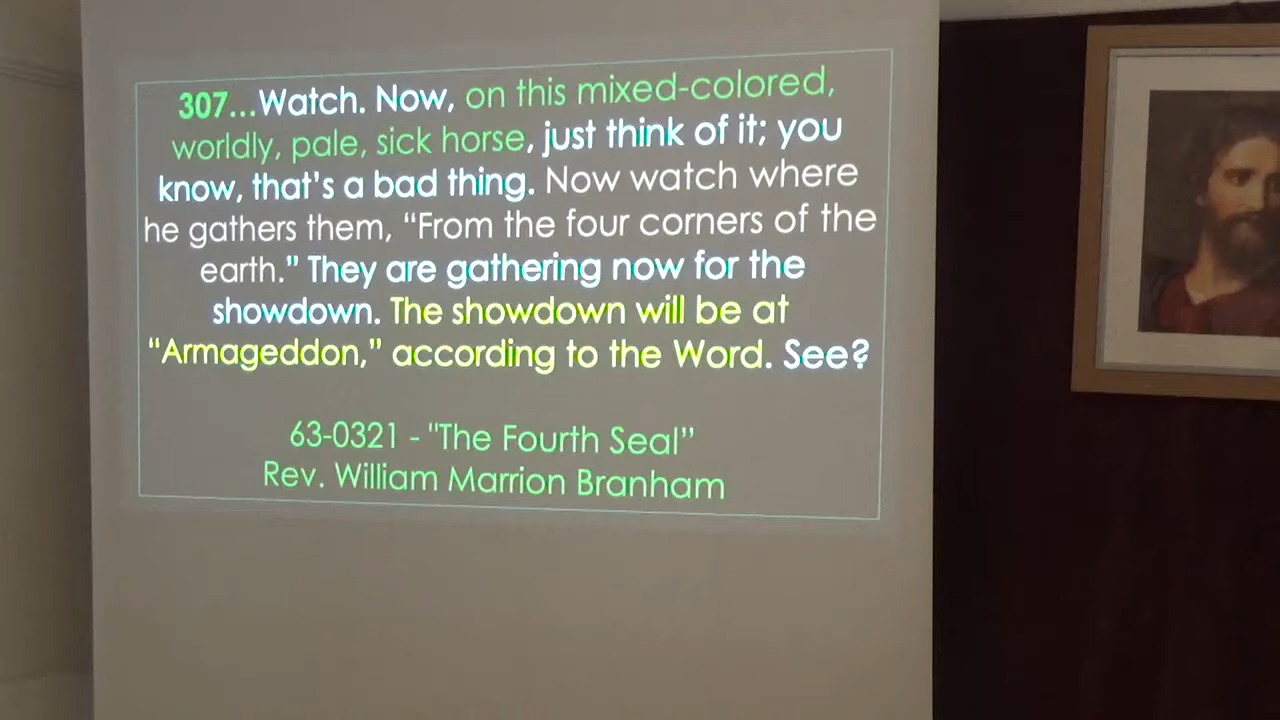 307...Watch. Now, on this mixed-colored,
worldly, pale, sick horse, just think of it; you
know, that's a bad thing. Now watch where
he gathers them, “From the four corners of the
earth.” They are gathering now for the
showdown. The showdown will be at
“Armageddon,” according to the Word. See?
63-0321 - "The Fourth Seal”
Rev. William Marrion Branham